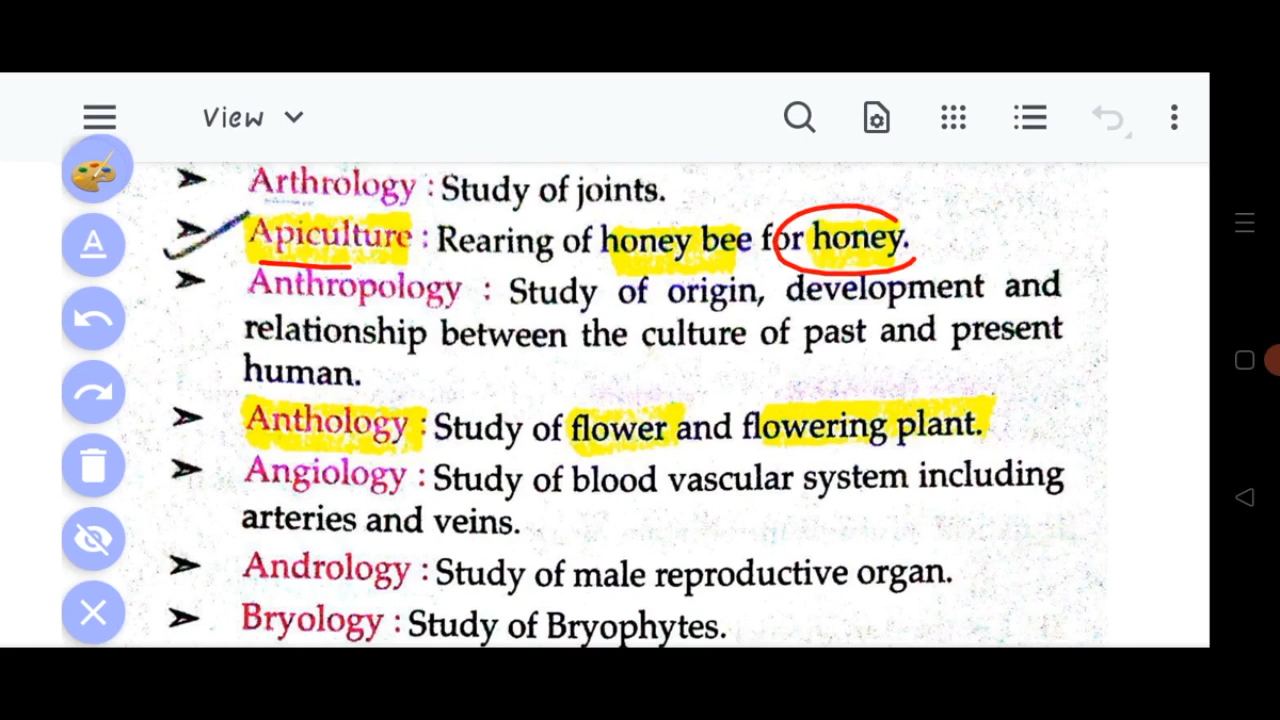 View
Arthrology : Study of joints.
Apiculture : Rearing of honey bee for honey.
Anthropology : Study of origin, development and
relationship between the culture of past and present
human.
Anthology : Study of flower and flowering plant.
Angiology : Study of blood vascular system including
arteries and veins.
Andrology : Study of male reproductive organ.
Bryology : Study of Bryophytes.